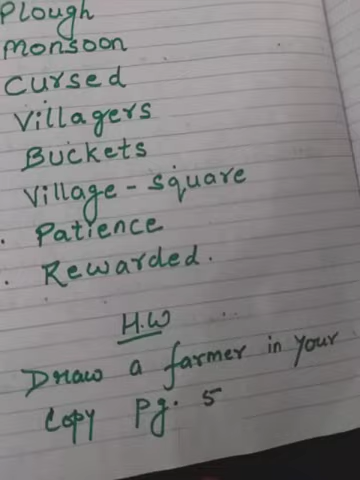 Plough
Monsoon
Cursed
Villagers
Buckets
Village - square
. Patience
. Rewarded.
H.W
Draw a farmer in your
Copy Pg. 5